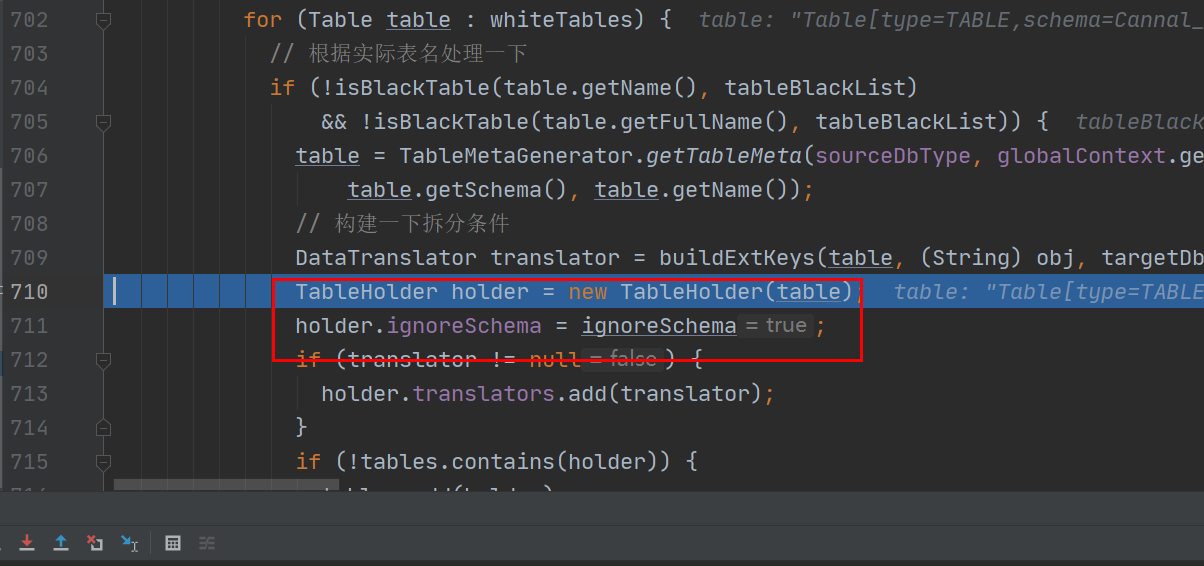 702 for (Table table : whiteTables) { table: "Table[type=TABLE,schema=Cannal_
703 // 根据实际表名处理一下
704 if (!isBlackTable(table.getName(), tableBlackList)
705 && !isBlackTable(table.getFullName(), tableBlackList)) { tableBlack
706 table = TableMetaGenerator.getTableMeta(sourceDbType, globalContext.ge
707 table.getSchema(), table.getName());
708 // 构建一下拆分条件
709 DataTranslator translator = buildExtKeys(table, (String) obj, targetDb
710 TableHolder holder = new TableHolder(table); table: "Table[type=TABLE
711 holder.ignoreSchema = ignoreSchema = true ;
712 if (translator != null = false ) {
713 holder.translators.add(translator);
714 }
715 if (!tables.contains(holder)) {